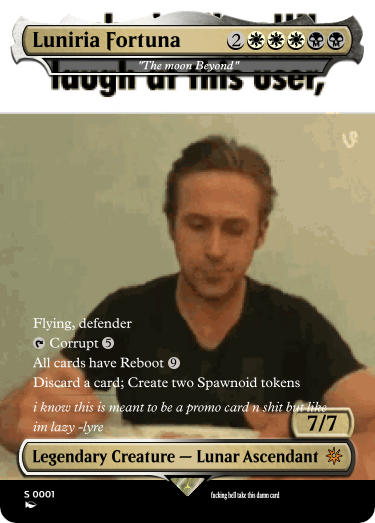 Luniria Fortuna 2
"The moon Beyond"
laugh at this user,
Flying, defender
Corrupt 5
All cards have Reboot 9
Discard a card; Create two Spawnoid tokens
i know this is meant to be a promo card n shit but like
im lazy -lyre
7/7
Legendary Creature — Lunar Ascendant
S 0001
fucking hell take this damn card